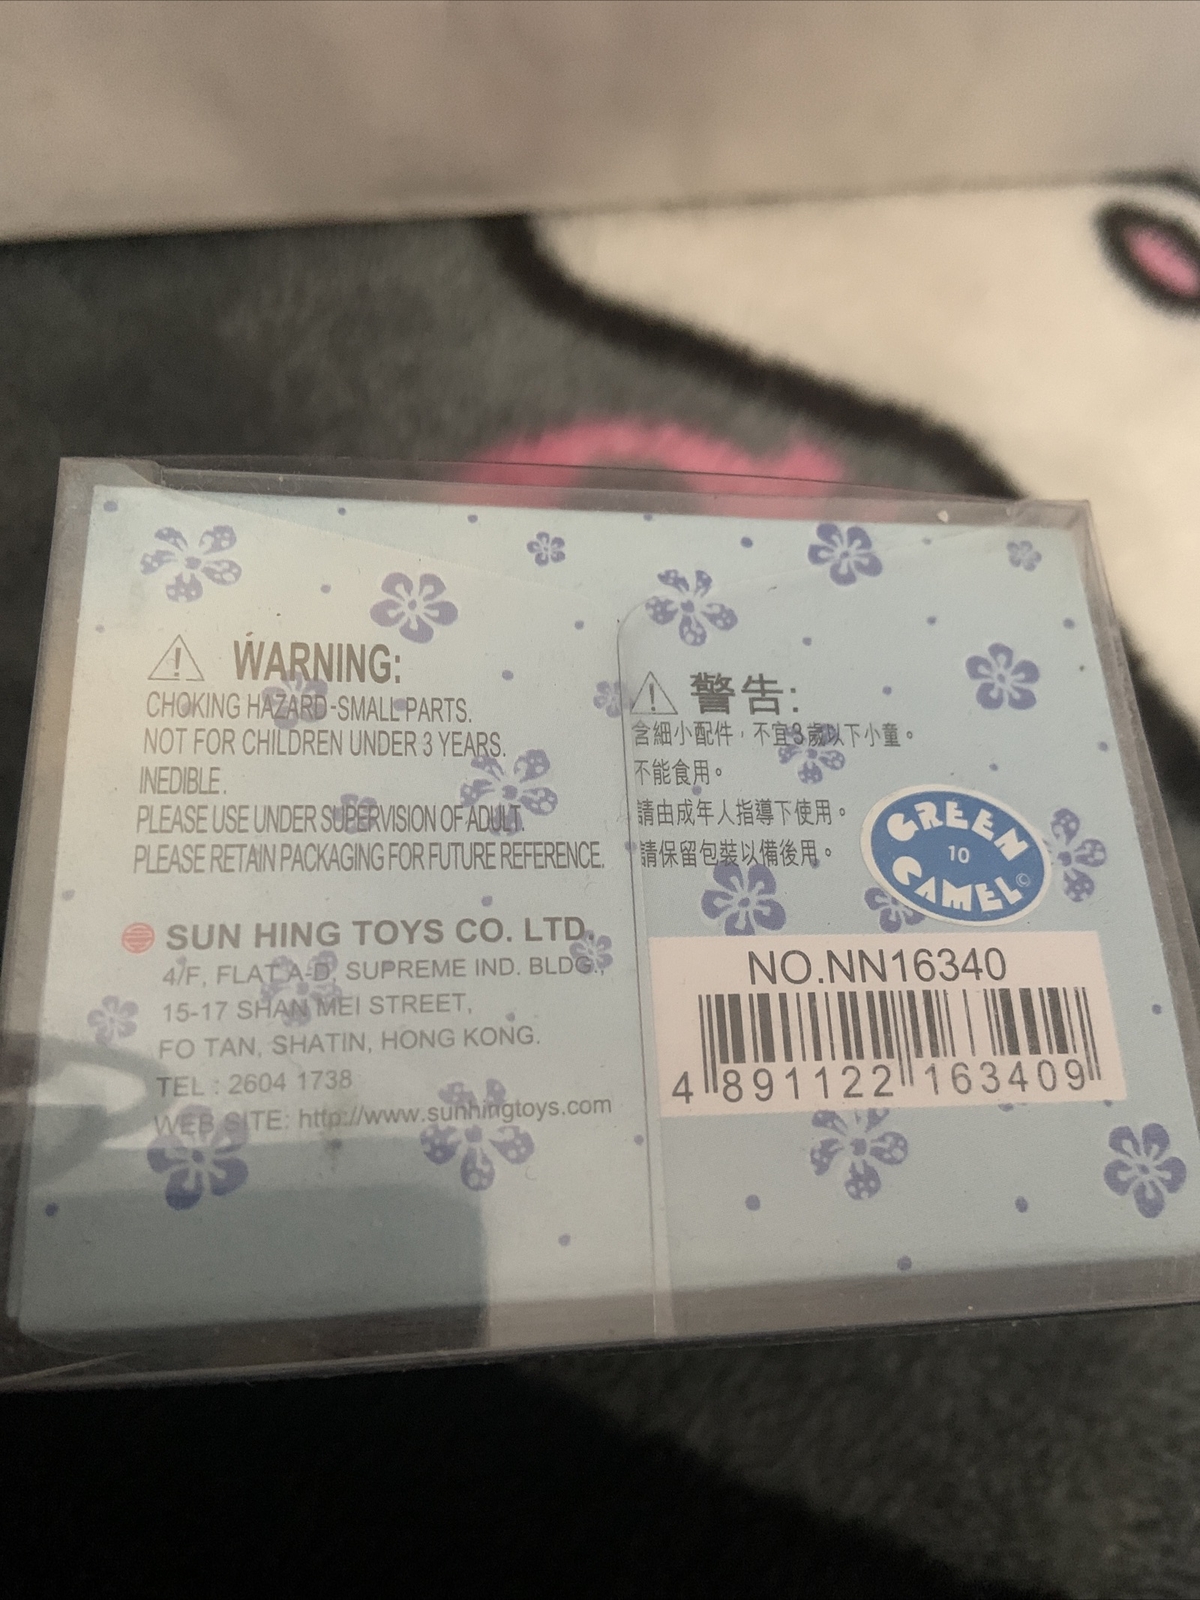 WARNING:
CHOKING HAZARD-SMALL PARTS.
NOT FOR CHILDREN UNDER 3 YEARS.
INEDIBLE.
PLEASE USE UNDER SUPERVISION OF ADULT.
PLEASE RETAIN PACKAGING FOR FUTURE REFERENCE.
SUN HING TOYS CO. LTD.
4/F, FLAT A-D, SUPREME IND. BLDG.,
15-17 SHAN MEI STREET,
FO TAN, SHATIN, HONG KONG.
TEL : 2604 1738
WEB SITE: http://www.sunhingtoys.com
警告:
含細小配件，不宜3歲以下小童。
不能食用。
請由成年人指導下使用。
請保留包裝以備後用。
GREEN
10
CAMEL©
NO.NN16340
4 891122 163409